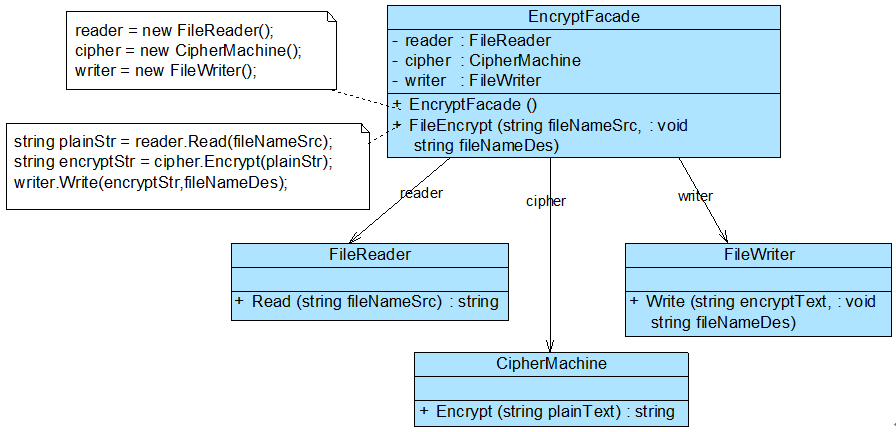 reader = new FileReader();
cipher = new CipherMachine();
writer = new FileWriter();
EncryptFacade
- reader : FileReader
- cipher : CipherMachine
- writer : FileWriter
+ EncryptFacade ()
+ FileEncrypt (string fileNameSrc, : void
string fileNameDes)
string plainStr = reader.Read(fileNameSrc);
string encryptStr = cipher.Encrypt(plainStr);
writer.Write(encryptStr,fileNameDes);
reader
cipher
writer
FileReader
+ Read (string fileNameSrc) : string
FileWriter
+ Write (string encryptText, : void
string fileNameDes)
CipherMachine
+ Encrypt (string plainText) : string